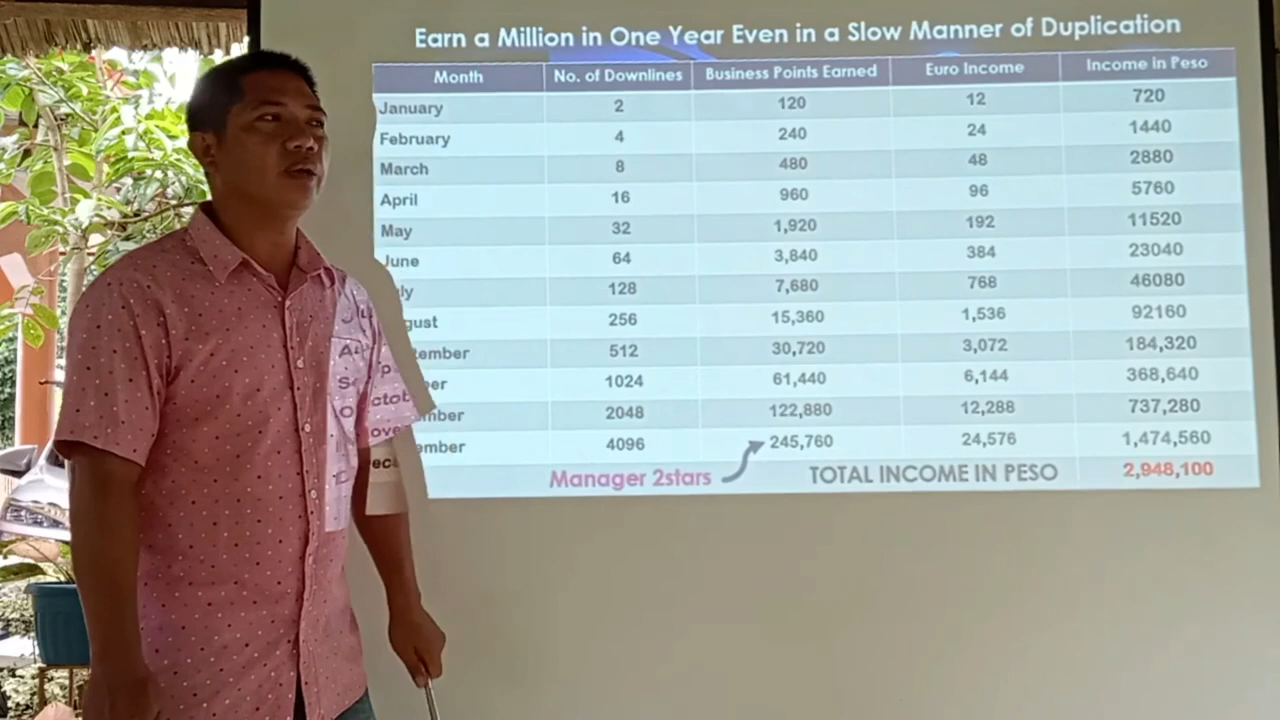 Earn a Million in One Year Even in a Slow Manner of Duplication
Month No. of Downlines Business Points Earned Euro Income Income in Peso
January 2 120 12 720
February 4 240 24 1440
March 8 480 48 2880
April 16 960 96 5760
May 32 1,920 192 11520
June 64 3,840 384 23040
ly 128 7,680 768 46080
gust 256 15,360 1,536 92160
tember 512 30,720 3,072 184,320
ber 1024 61,440 6,144 368,640
mber 2048 122,880 12,288 737,280
ember 4096 245,760 24,576 1,474,560
Manager 2stars TOTAL INCOME IN PESO 2,948,100